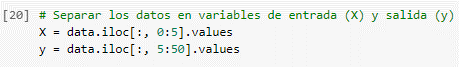 [20] # Separar los datos en variables de entrada (X) y salida (y)
X = data.iloc[:, 0:5].values
y = data.iloc[:, 5:50].values